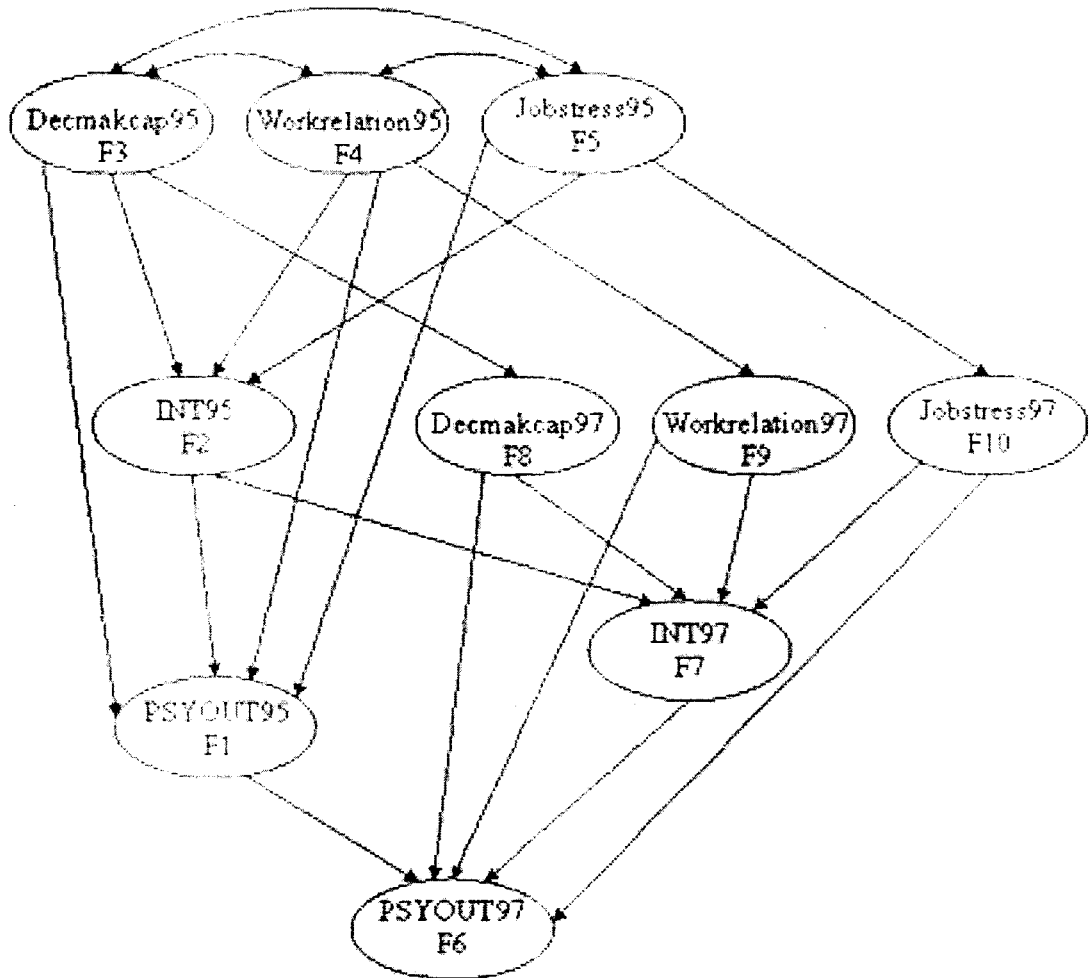 Decmakcap95
F3
Workrelation95
F4
Jobstress95
F5
INT95
F2
Decmakcap97
F8
Workrelation97
F9
Jobstress97
F10
INT97
F7
PSYOUT95
F1
PSYOUT97
F6